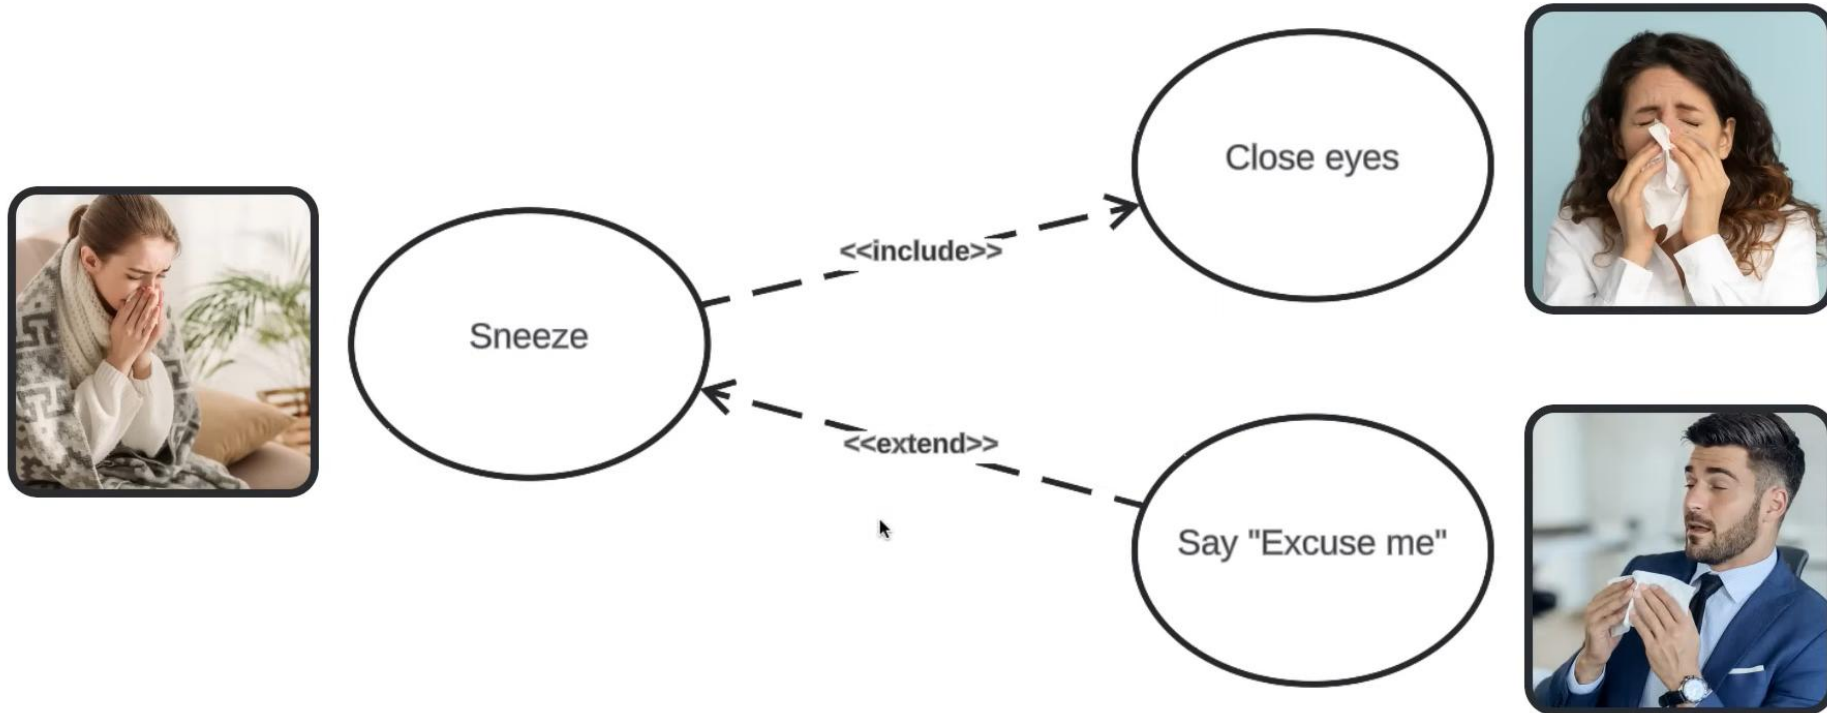 Close eyes
<<include>>
Sneeze
<<extend>>
Say "Excuse me"